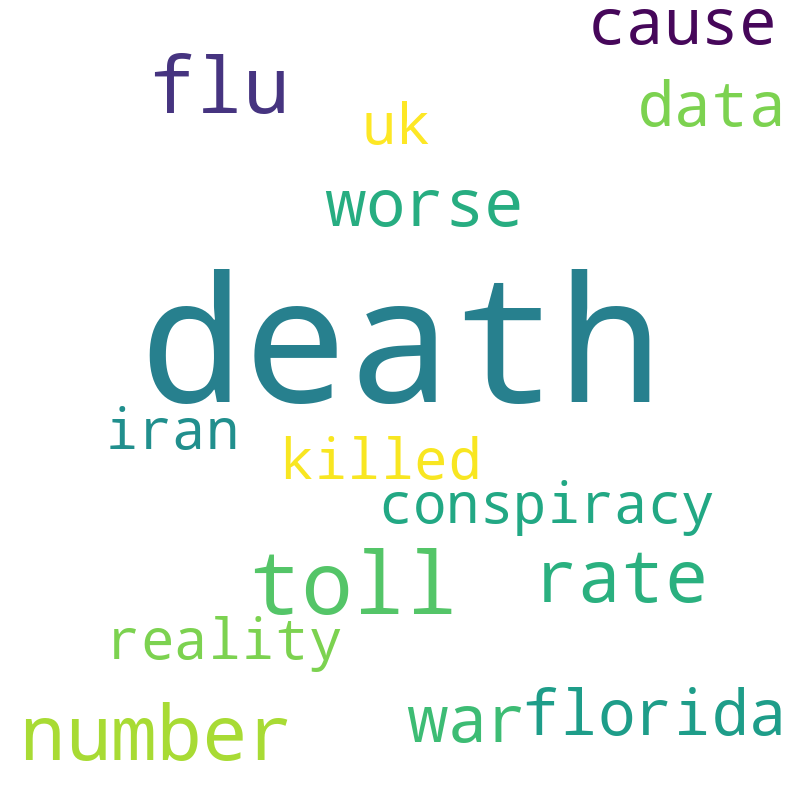 cause
flu
data
uk
worse
death
iran
killed
conspiracy
toll
rate
reality
number
war
florida